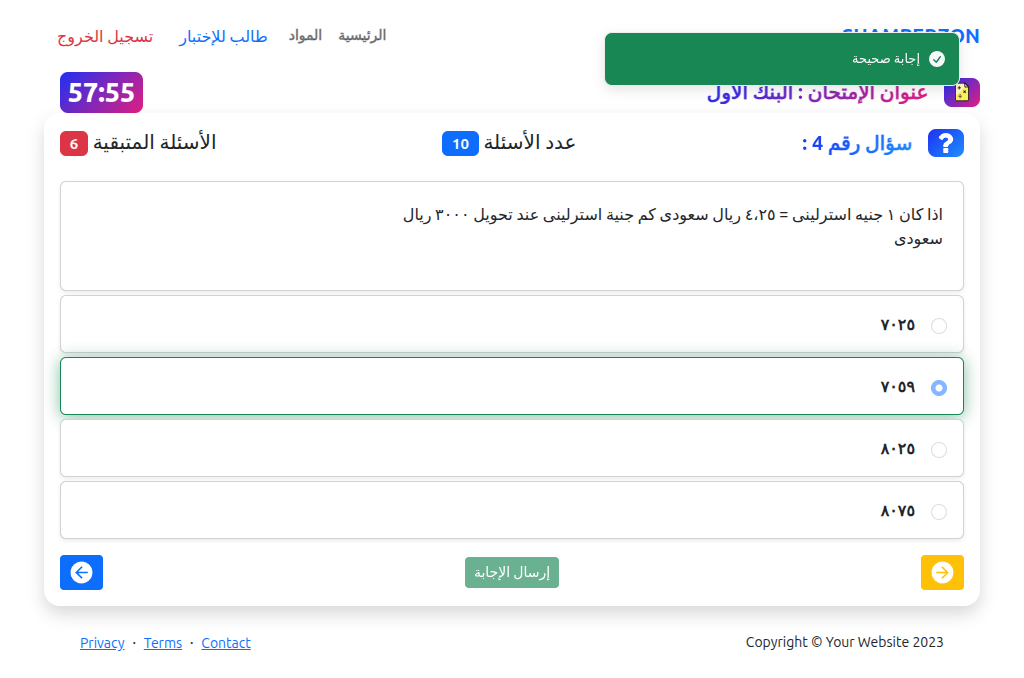 الرئيسية المواد طالب للإختبار تسجيل الخروج
إجابة صحيحة
عنوان الإمتحان : البنك الاول
57:55
سؤال رقم 4 :
عدد الأسئلة 10
الأسئلة المتبقية 6
اذا كان ١ جنيه استرلينى = ٤،٢٥ ريال سعودى كم جنية استرلينى عند تحويل ٣٠٠٠ ريال
سعودى
٧٠٢٥
٧٠٥٩
٨٠٢٥
٨٠٧٥
إرسال الإجابة
Copyright © Your Website 2023
Privacy · Terms · Contact